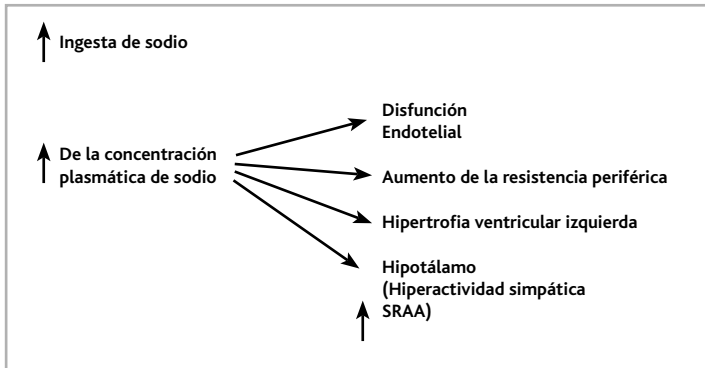 Ingesta de sodio
De la concentración
plasmática de sodio
Disfunción
Endotelial
Aumento de la resistencia periférica
Hipertrofia ventricular izquierda
Hipotálamo
(Hiperactividad simpática
SRAA)